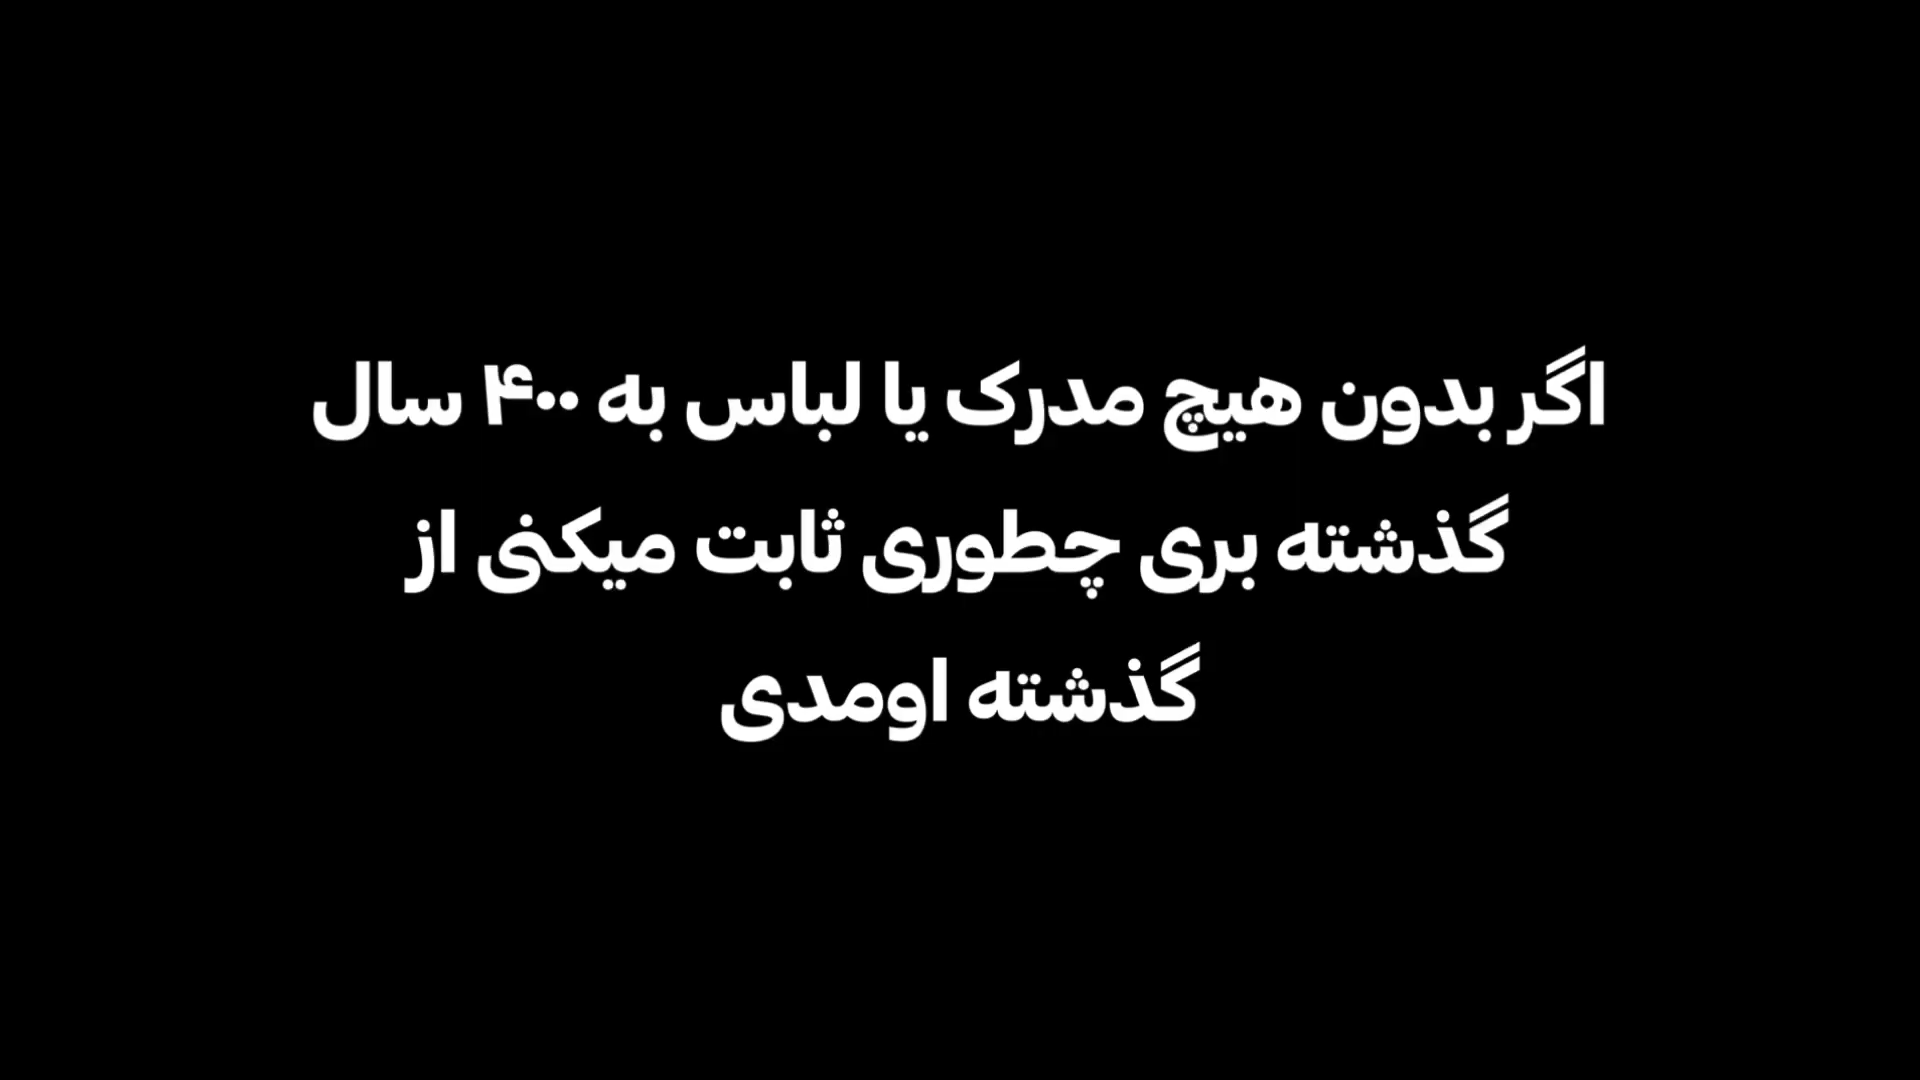 اگر بدون هیچ مدرک یا لباس به ۴۰۰ سال
گذشته بری چطوری ثابت میکنی از
گذشته اومدی